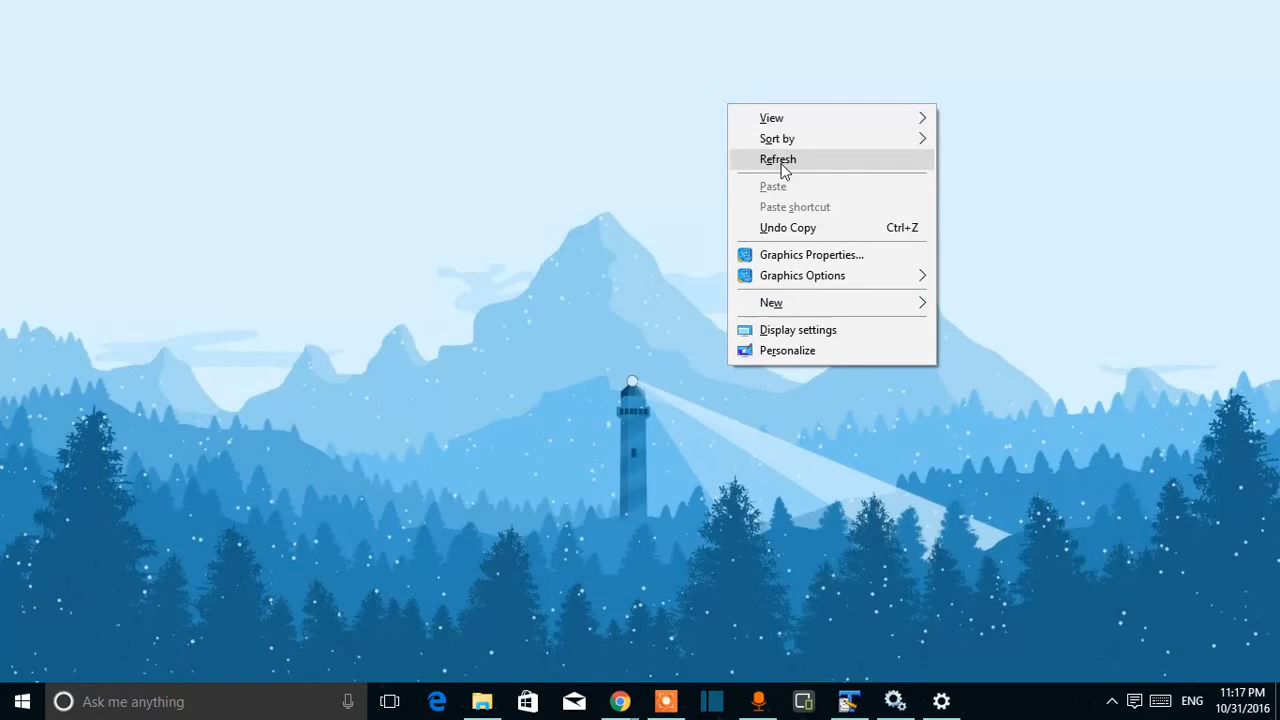 View
Sort by
Refresh
Paste
Paste shortcut
Undo Copy Ctrl+Z
Graphics Properties...
Graphics Options
New
Display settings
Personalize
Ask me anything
ENG
11:17 PM
10/31/2016